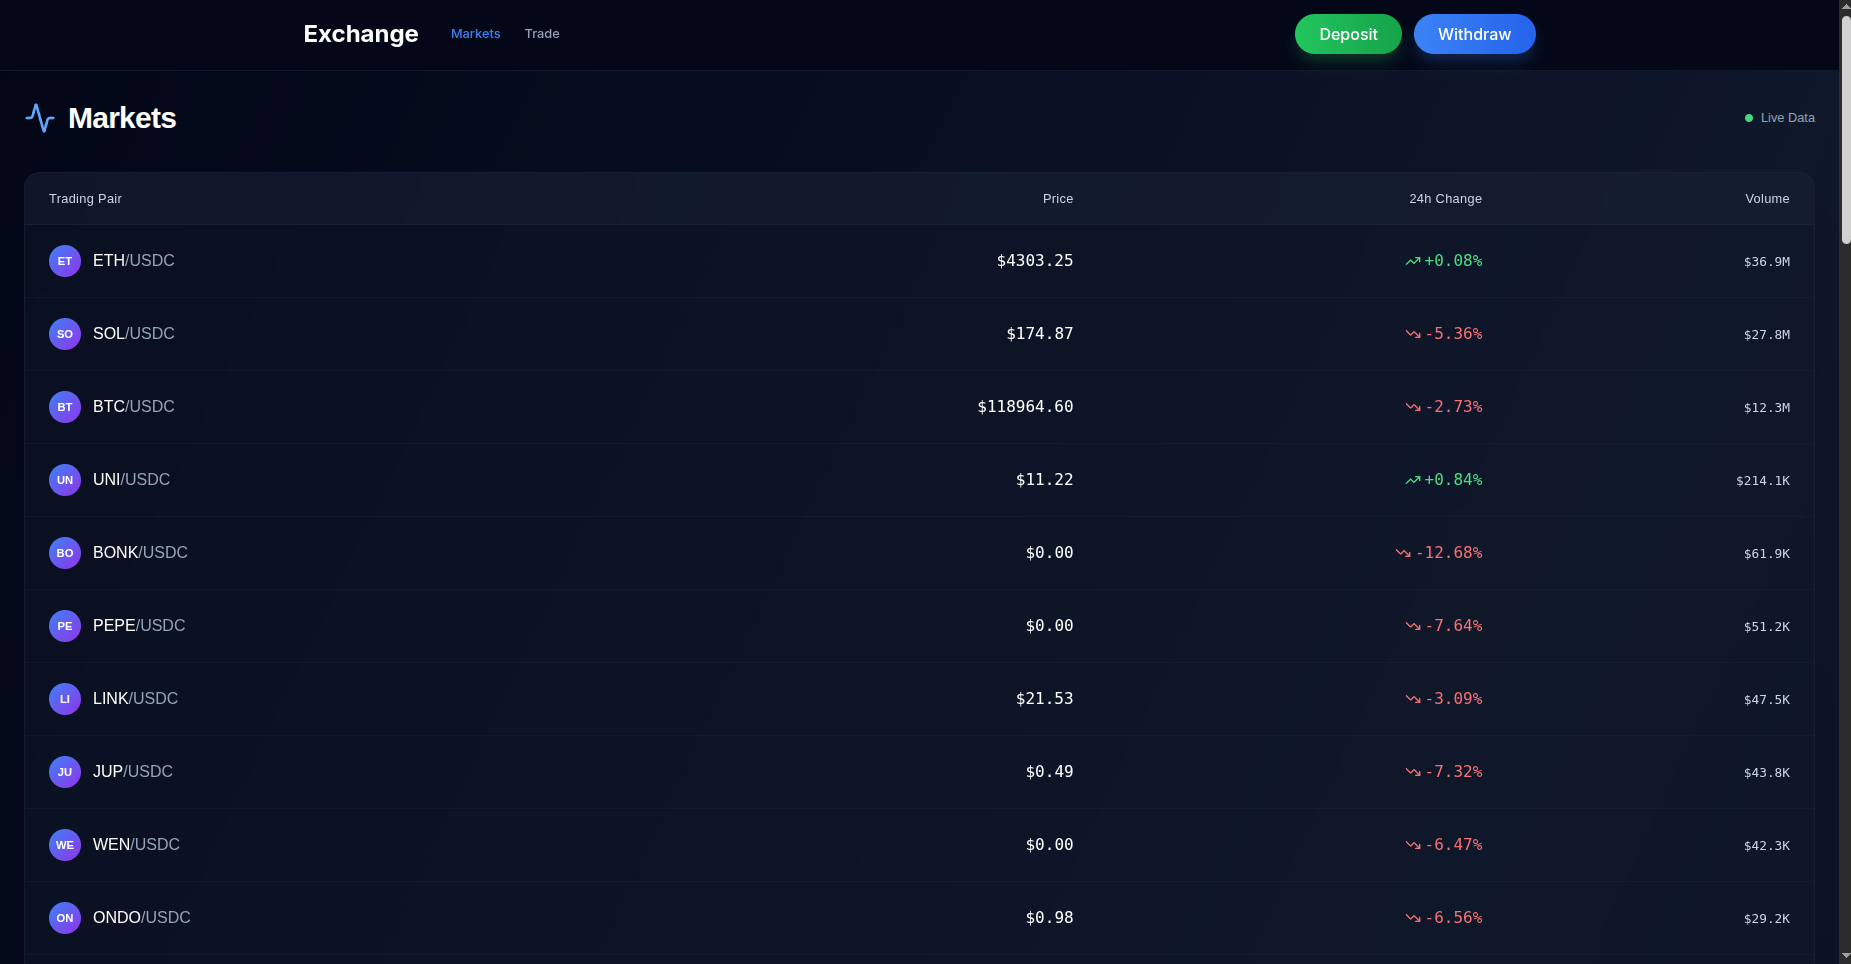 Exchange Markets Trade Deposit Withdraw
Markets Live Data
Trading Pair Price 24h Change Volume
ET ETH/USDC $4303.25 +0.08% $36.9M
SO SOL/USDC $174.87 -5.36% $27.8M
BT BTC/USDC $118964.60 -2.73% $12.3M
UN UNI/USDC $11.22 +0.84% $214.1K
BO BONK/USDC $0.00 -12.68% $61.9K
PE PEPE/USDC $0.00 -7.64% $51.2K
LI LINK/USDC $21.53 -3.09% $47.5K
JU JUP/USDC $0.49 -7.32% $43.8K
WE WEN/USDC $0.00 -6.47% $42.3K
ON ONDO/USDC $0.98 -6.56% $29.2K